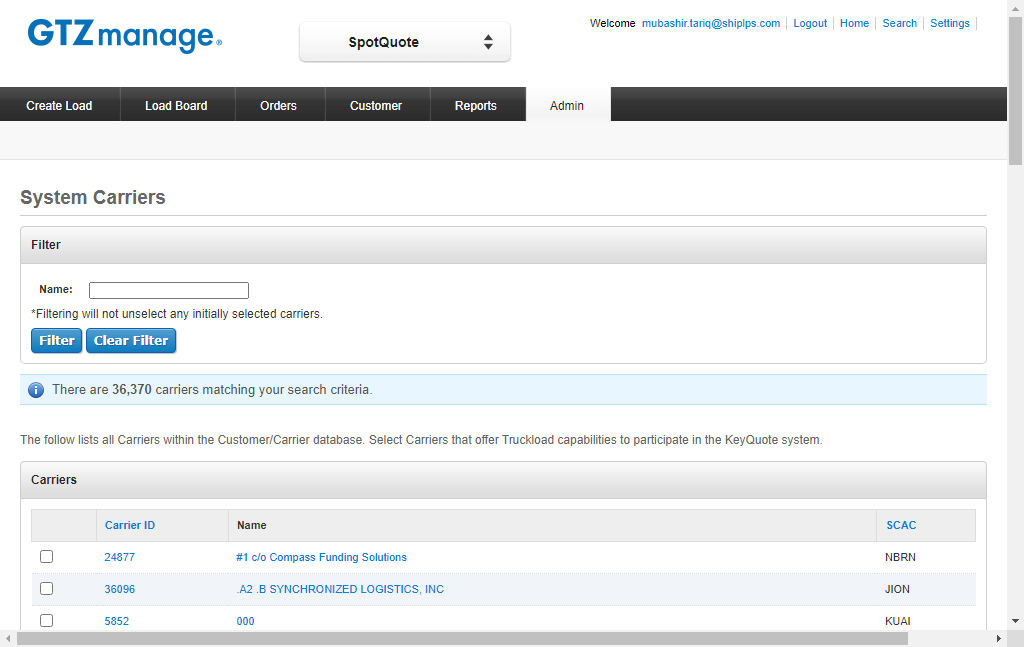 GTZmanage®
SpotQuote
Welcome mubashir.tariq@shiplps.com Logout Home Search Settings
Create Load Load Board Orders Customer Reports Admin
System Carriers
Filter
Name:
*Filtering will not unselect any initially selected carriers.
Filter Clear Filter
There are 36,370 carriers matching your search criteria.
The follow lists all Carriers within the Customer/Carrier database. Select Carriers that offer Truckload capabilities to participate in the KeyQuote system.
Carriers
Carrier ID Name SCAC
24877 #1 c/o Compass Funding Solutions NBRN
36096 .A2 .B SYNCHRONIZED LOGISTICS, INC JION
5852 000 KUAI